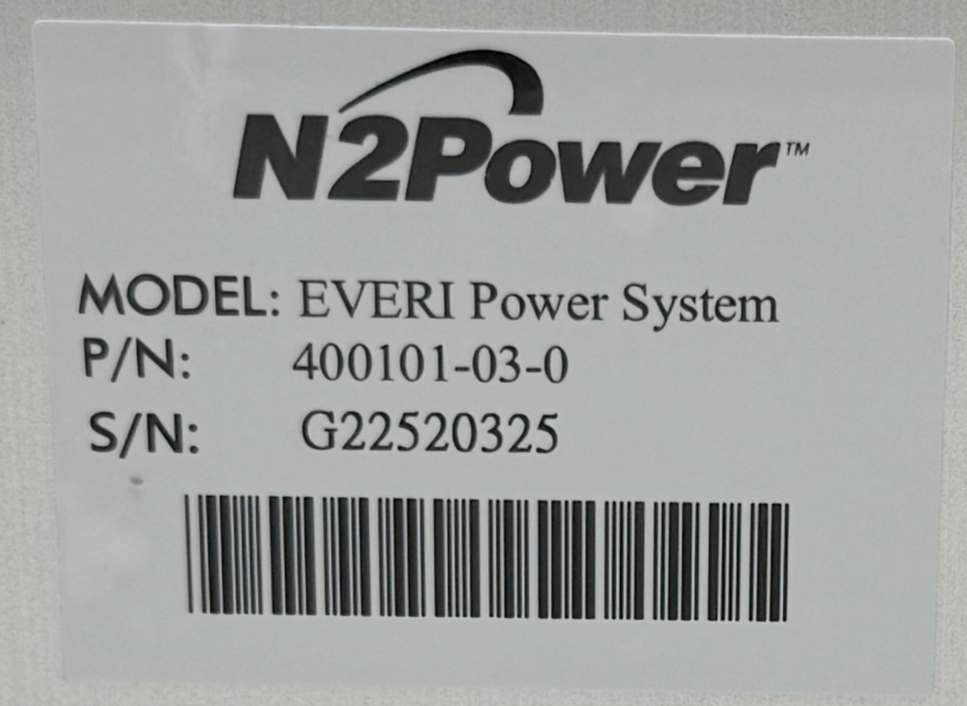 N2Power™
MODEL: EVERI Power System
P/N: 400101-03-0
S/N: G22520325